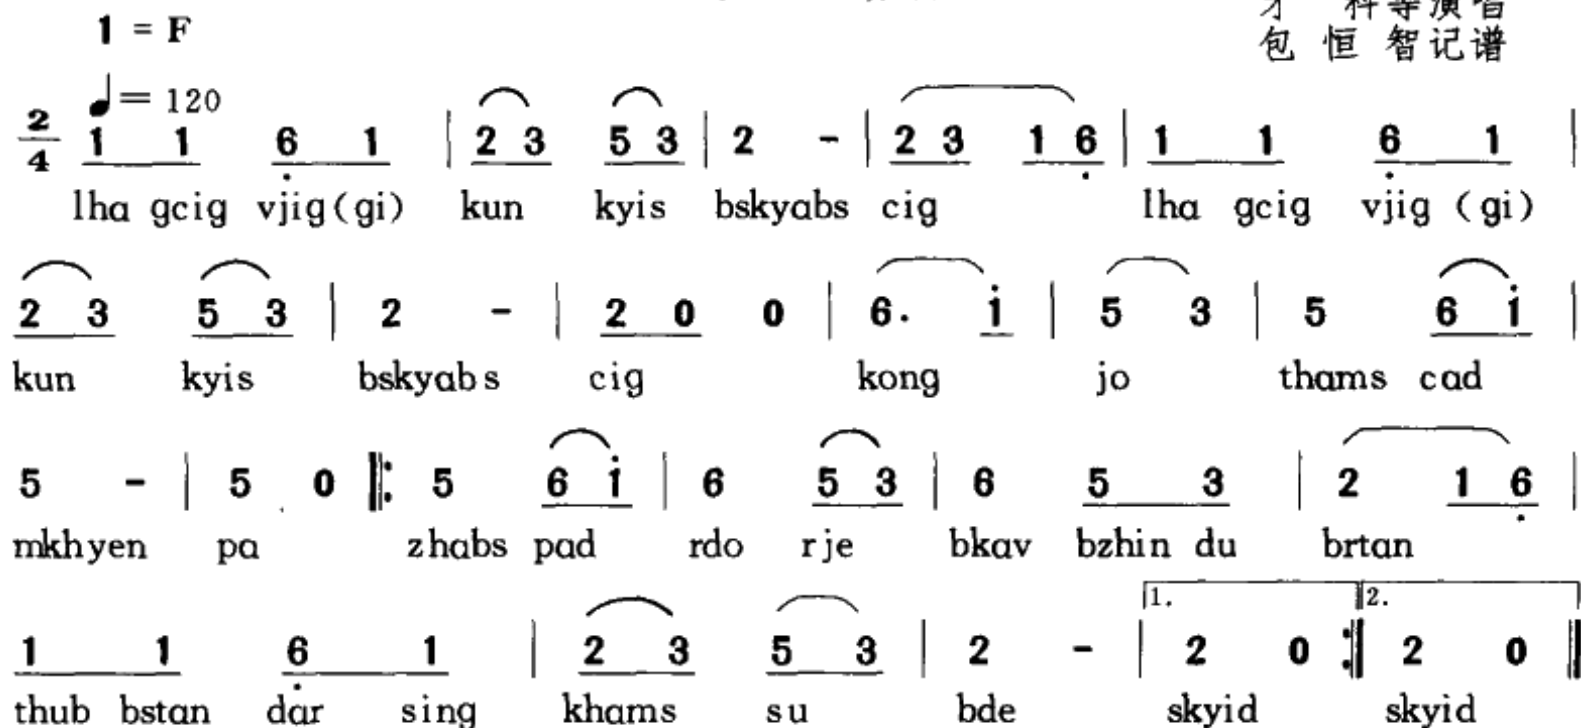 科等演唱
1 = F
包 恒 智记谱
♩= 120
2/4 1 1 6̣ 1 | 2 3 5 3 | 2 - | 2 3 1 6̣ | 1 1 6̣ 1 |
lha gcig vjig(gi) kun kyis bskyabs cig lha gcig vjig (gi)
2 3 5 3 | 2 - | 2 0 0 | 6. i | 5 3 | 5 6 i |
kun kyis bskyabs cig kong jo thams cad
5 - | 5 0 ‖: 5 6 i | 6 5 3 | 6 5 3 | 2 1 6̣ |
mkhyen pa zhabs pad rdo rje bkav bzhin du brtan
1. 2.
1 1 6̣ 1 | 2 3 5 3 | 2 - | 2 0 :‖ 2 0 ‖
thub bstan dar sing khams su bde skyid skyid